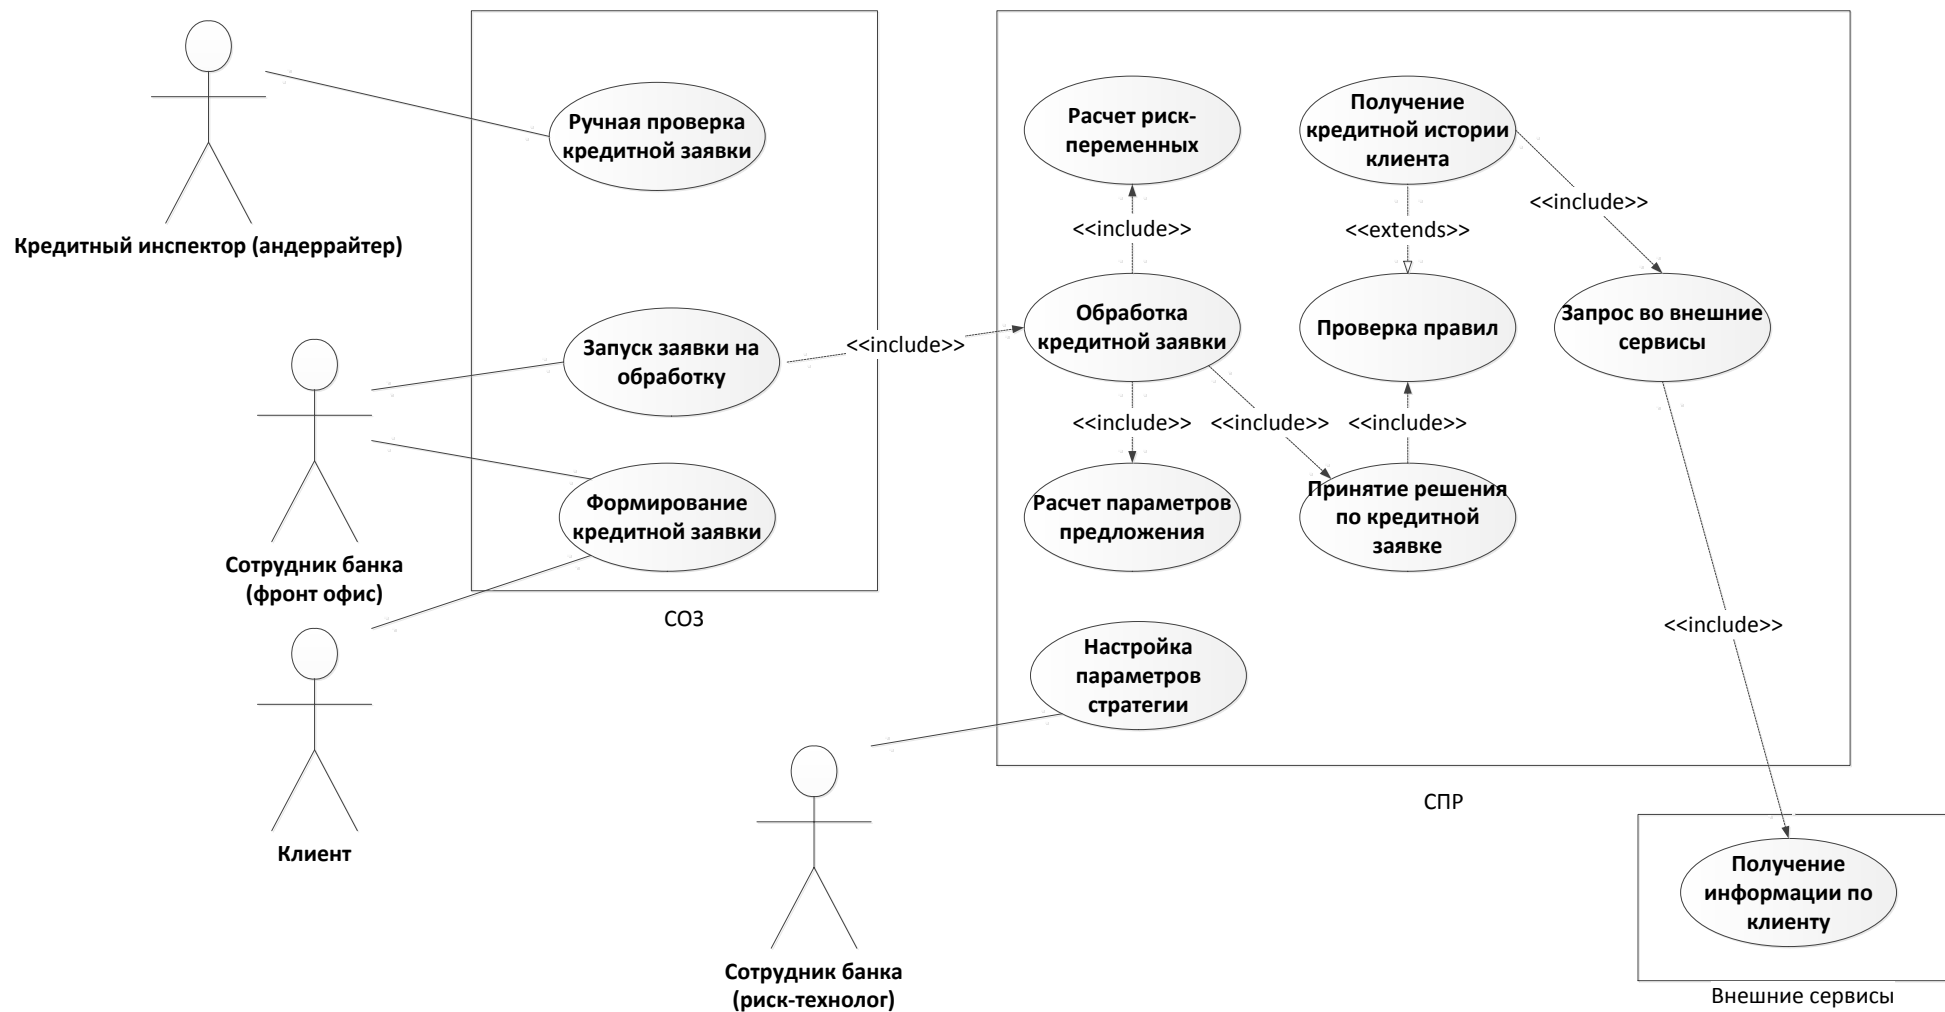 Ручная проверка
кредитной заявки
Кредитный инспектор (андеррайтер)
Запуск заявки на
обработку
<<include>>
Формирование
кредитной заявки
Сотрудник банка
(фронт офис)
СОЗ
Клиент
Расчет риск-
переменных
Получение
кредитной истории
клиента
<<include>>
<<extends>>
<<include>>
Обработка
кредитной заявки
Проверка правил
Запрос во внешние
сервисы
<<include>>
<<include>>
<<include>>
Расчет параметров
предложения
Принятие решения
по кредитной
заявке
<<include>>
Настройка
параметров
стратегии
СПР
Сотрудник банка
(риск-технолог)
Получение
информации по
клиенту
Внешние сервисы